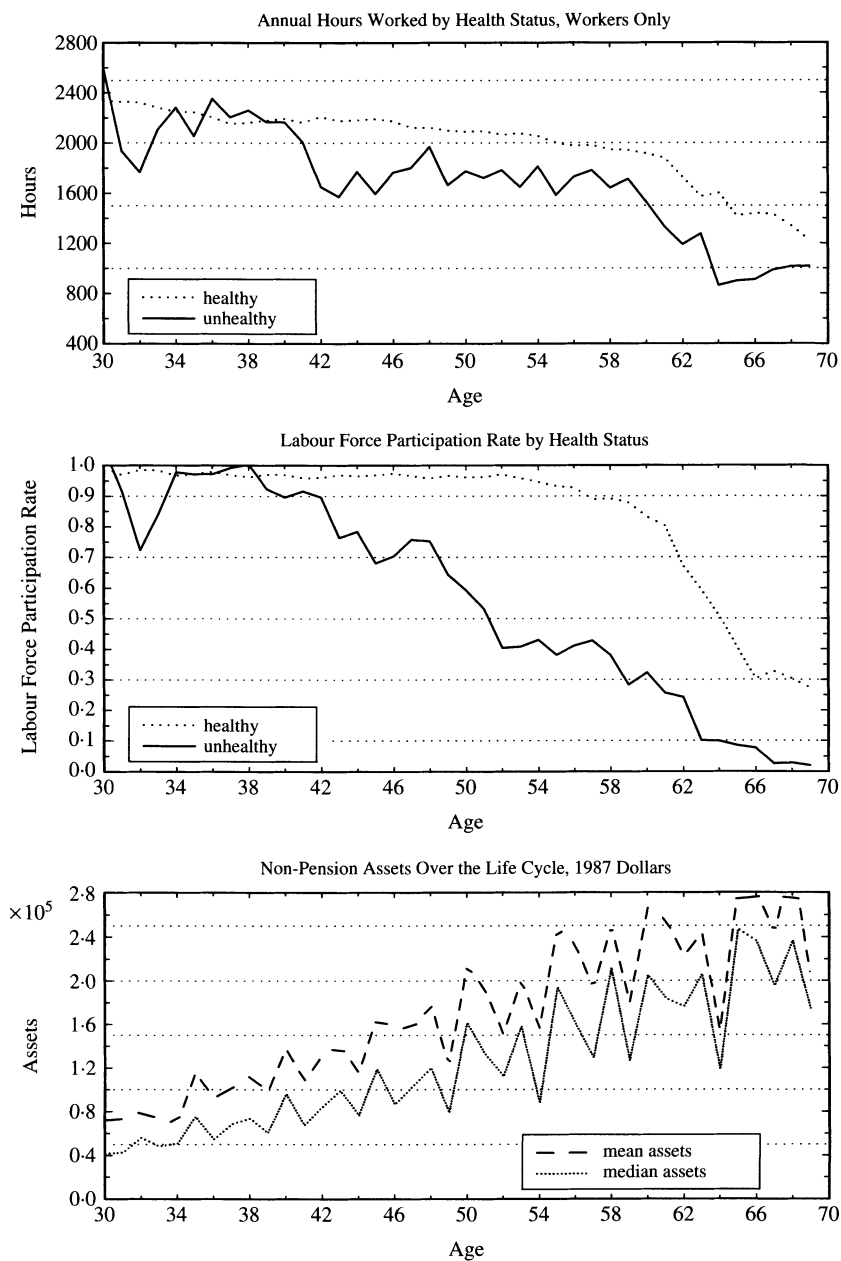 Annual Hours Worked by Health Status, Workers Only
2800
2400
2000
1600
1200
800
400
Hours
healthy
unhealthy
30 34 38 42 46 50 54 58 62 66 70
Age
Labour Force Participation Rate by Health Status
1·0
0·9
0·8
0·7
0·6
0·5
0·4
0·3
0·2
0·1
0·0
Labour Force Participation Rate
healthy
unhealthy
30 34 38 42 46 50 54 58 62 66 70
Age
Non-Pension Assets Over the Life Cycle, 1987 Dollars
×10⁵
2·8
2·4
2·0
1·6
1·2
0·8
0·4
0·0
Assets
mean assets
median assets
30 34 38 42 46 50 54 58 62 66 70
Age